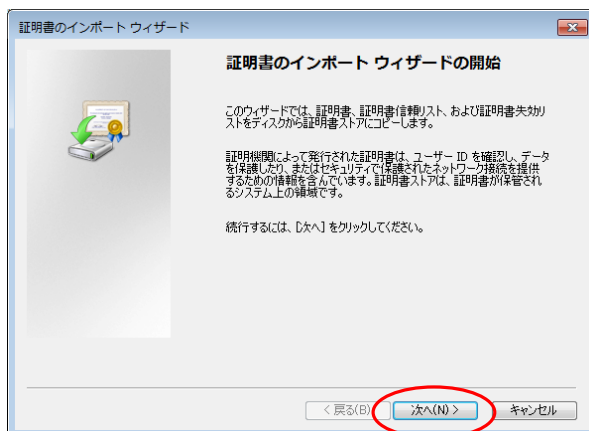 証明書のインポート ウィザード
証明書のインポート ウィザードの開始
このウィザードでは、証明書、証明書信頼リスト、および証明書失効リ
ストをディスクから証明書ストアにコピーします。
証明機関によって発行された証明書は、ユーザー ID を確認し、データ
を保護したり、またはセキュリティで保護されたネットワーク接続を提供
するための情報を含んでいます。証明書ストアは、証明書が保管され
るシステム上の領域です。
続行するには、[次へ] をクリックしてください。
< 戻る(B) 次へ(N) > キャンセル